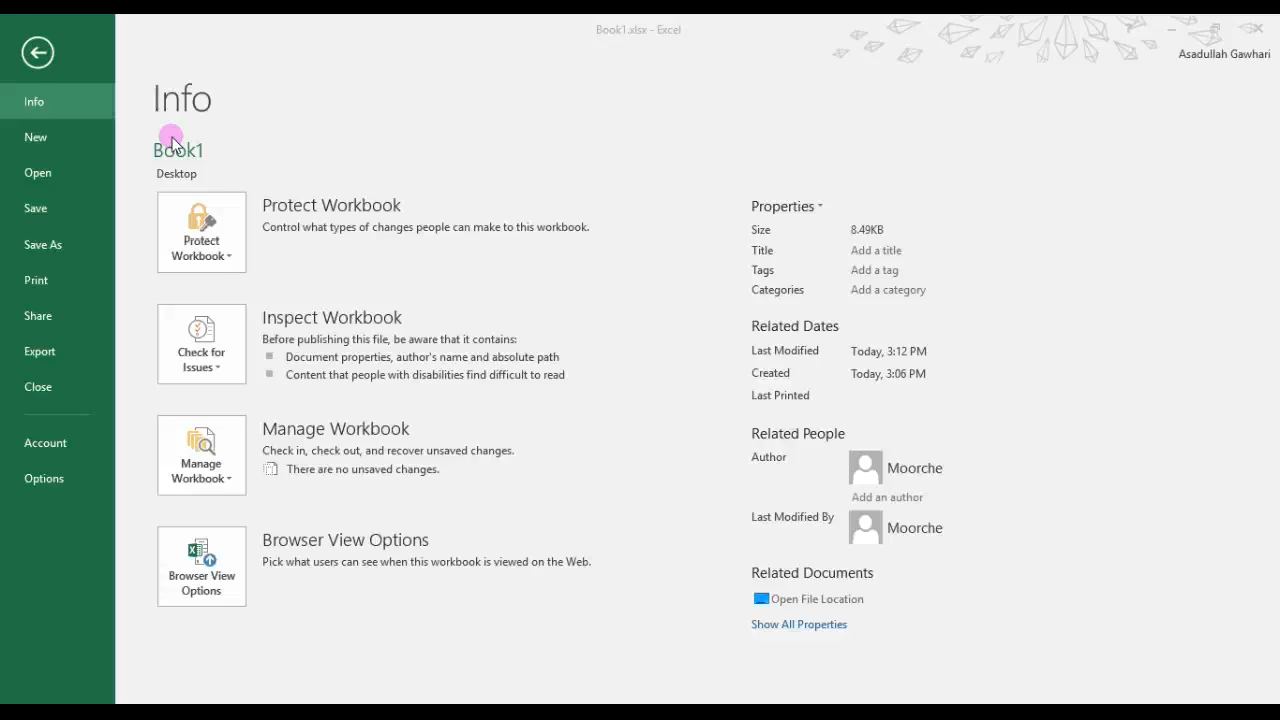 Book1.xlsx - Excel
Asadullah Gawhari
Info
New
Open
Save
Save As
Print
Share
Export
Close
Account
Options
Info
Book1
Desktop
Protect Workbook
Protect Workbook
Control what types of changes people can make to this workbook.
Check for Issues
Inspect Workbook
Before publishing this file, be aware that it contains:
Document properties, author's name and absolute path
Content that people with disabilities find difficult to read
Manage Workbook
Manage Workbook
Check in, check out, and recover unsaved changes.
There are no unsaved changes.
Browser View Options
Browser View Options
Pick what users can see when this workbook is viewed on the Web.
Properties
Size 8.49KB
Title Add a title
Tags Add a tag
Categories Add a category
Related Dates
Last Modified Today, 3:12 PM
Created Today, 3:06 PM
Last Printed
Related People
Author Moorche
Add an author
Last Modified By Moorche
Related Documents
Open File Location
Show All Properties